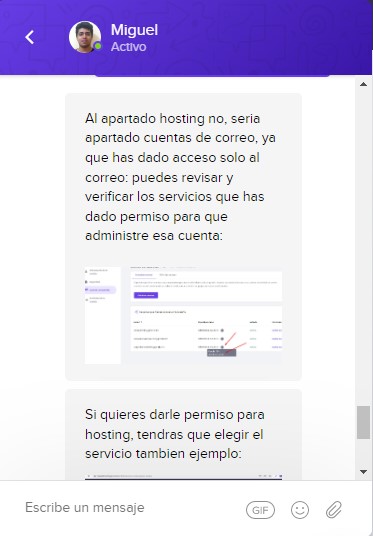 Miguel
Activo
Al apartado hosting no, seria
apartado cuentas de correo, ya
que has dado acceso solo al
correo: puedes revisar y
verificar los servicios que has
dado permiso para que
administre esa cuenta:
Si quieres darle permiso para
hosting, tendras que elegir el
servicio tambien ejemplo:
Escribe un mensaje
GIF